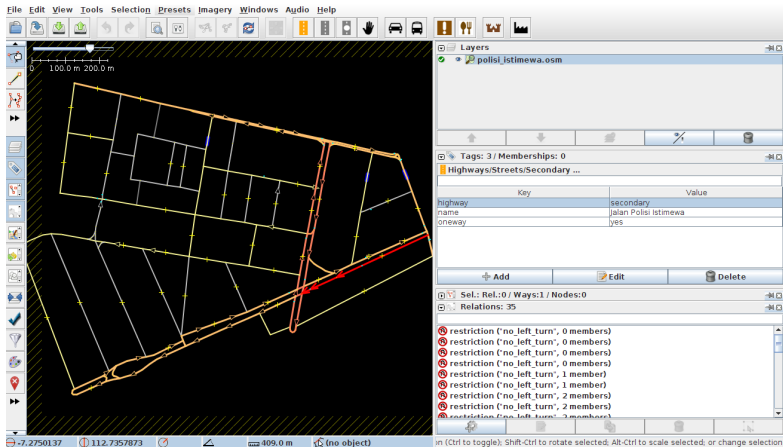 File Edit View Tools Selection Presets Imagery Windows Audio Help
0 100.0 m 200.0 m
Layers
polisi_istimewa.osm
Tags: 3 / Memberships: 0
Highways/Streets/Secondary ...
Key Value
highway secondary
name Jalan Polisi Istimewa
oneway yes
Add Edit Delete
Sel.: Rel.:0 / Ways:1 / Nodes:0
Relations: 35
restriction ("no_left_turn", 0 members)
restriction ("no_left_turn", 0 members)
restriction ("no_left_turn", 0 members)
restriction ("no_left_turn", 1 member)
restriction ("no_left_turn", 1 member)
restriction ("no_left_turn", 2 members)
restriction ("no_left_turn", 2 members)
restriction ("no_left_turn", 2 members)
-7.2750137 112.7357873 409.0 m (no object) on (Ctrl to toggle); Shift-Ctrl to rotate selected; Alt-Ctrl to scale selected; or change selection